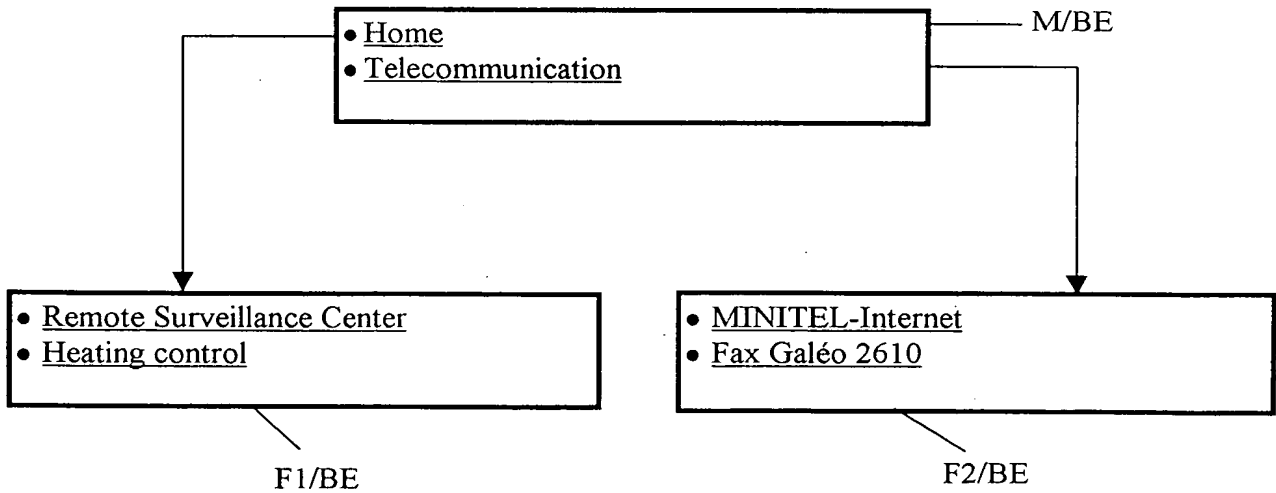 • Home
• Telecommunication
M/BE
• Remote Surveillance Center
• Heating control
• MINITEL-Internet
• Fax Galéo 2610
F1/BE
F2/BE